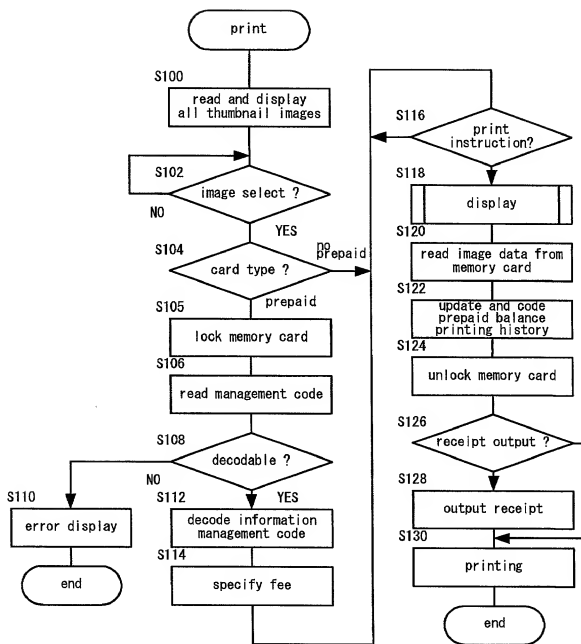 print
S100
read and display
all thumbnail images
S102
image select ?
NO
YES
S104
card type ?
no
prepaid
prepaid
S105
lock memory card
S106
read management code
S108
decodable ?
NO
YES
S110
error display
end
S112
decode information
management code
S114
specify fee
S116
print
instruction?
S118
display
S120
read image data from
memory card
S122
update and code
prepaid balance
printing history
S124
unlock memory card
S126
receipt output ?
S128
output receipt
S130
printing
end